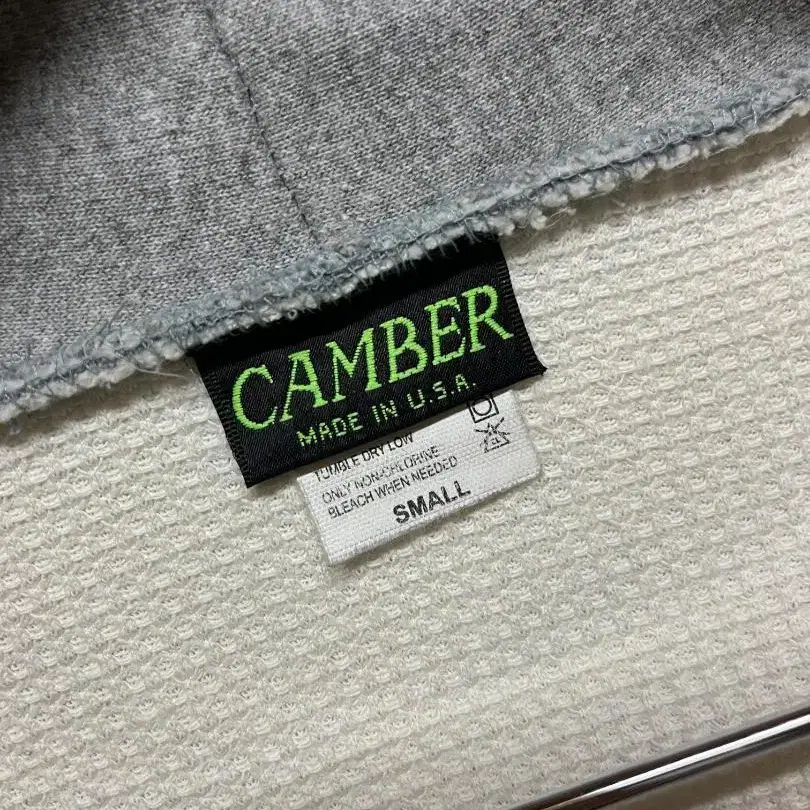 CAMBER
MADE IN U.S.A.
TUMBLE DRY LOW
ONLY NON-CHLORINE
BLEACH WHEN NEEDED
SMALL